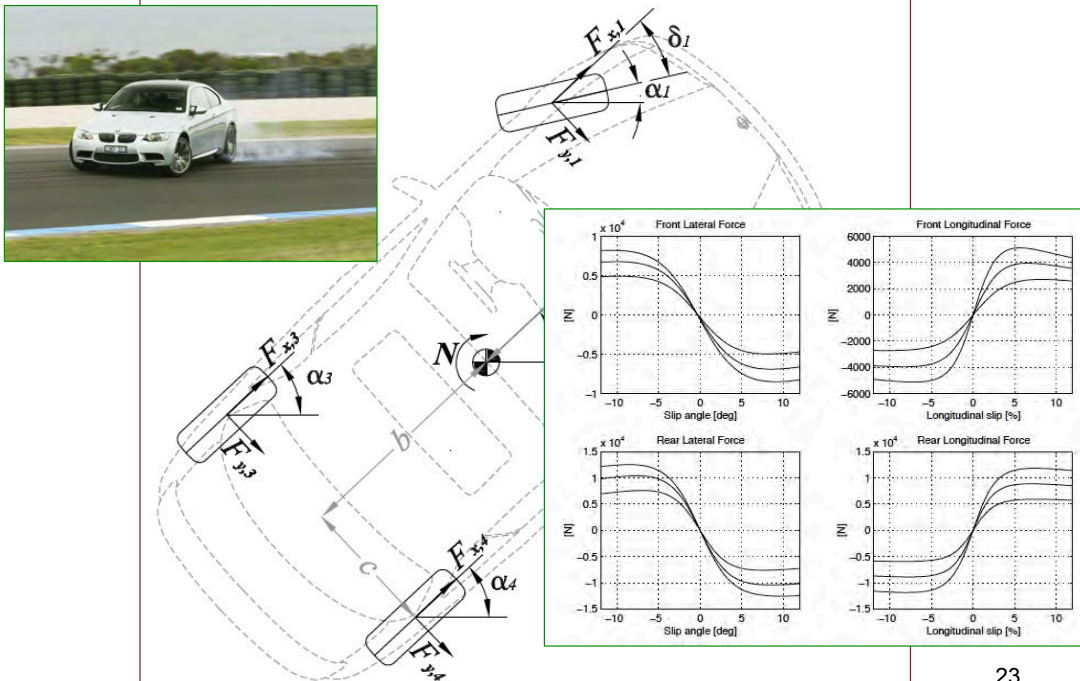 F x,1
δ1
α1
F y,1
N
F x,3
α3
F y,3
b
c
F x,4
α4
F y,4
Front Lateral Force
x 10^4
1
0.5
0
−0.5
−1
[N]
−10 −5 0 5 10
Slip angle [deg]
Front Longitudinal Force
6000
4000
2000
0
−2000
−4000
−6000
[N]
−10 −5 0 5 10
Longitudinal slip [%]
Rear Lateral Force
x 10^4
1.5
1
0.5
0
−0.5
−1
−1.5
[N]
−10 −5 0 5 10
Slip angle [deg]
Rear Longitudinal Force
x 10^4
1.5
1
0.5
0
−0.5
−1
−1.5
[N]
−10 −5 0 5 10
Longitudinal slip [%]
23